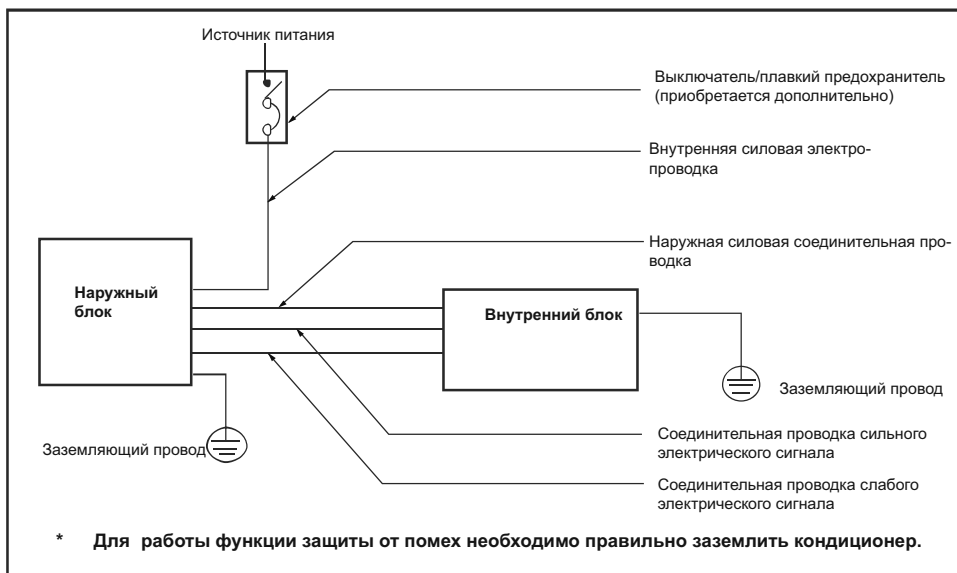 Источник питания
Выключатель/плавкий предохранитель
(приобретается дополнительно)
Внутренняя силовая электро-
проводка
Наружная силовая соединительная про-
водка
Наружный
блок
Внутренний блок
Заземляющий провод
Заземляющий провод
Соединительная проводка сильного
электрического сигнала
Соединительная проводка слабого
электрического сигнала
* Для работы функции защиты от помех необходимо правильно заземлить кондиционер.